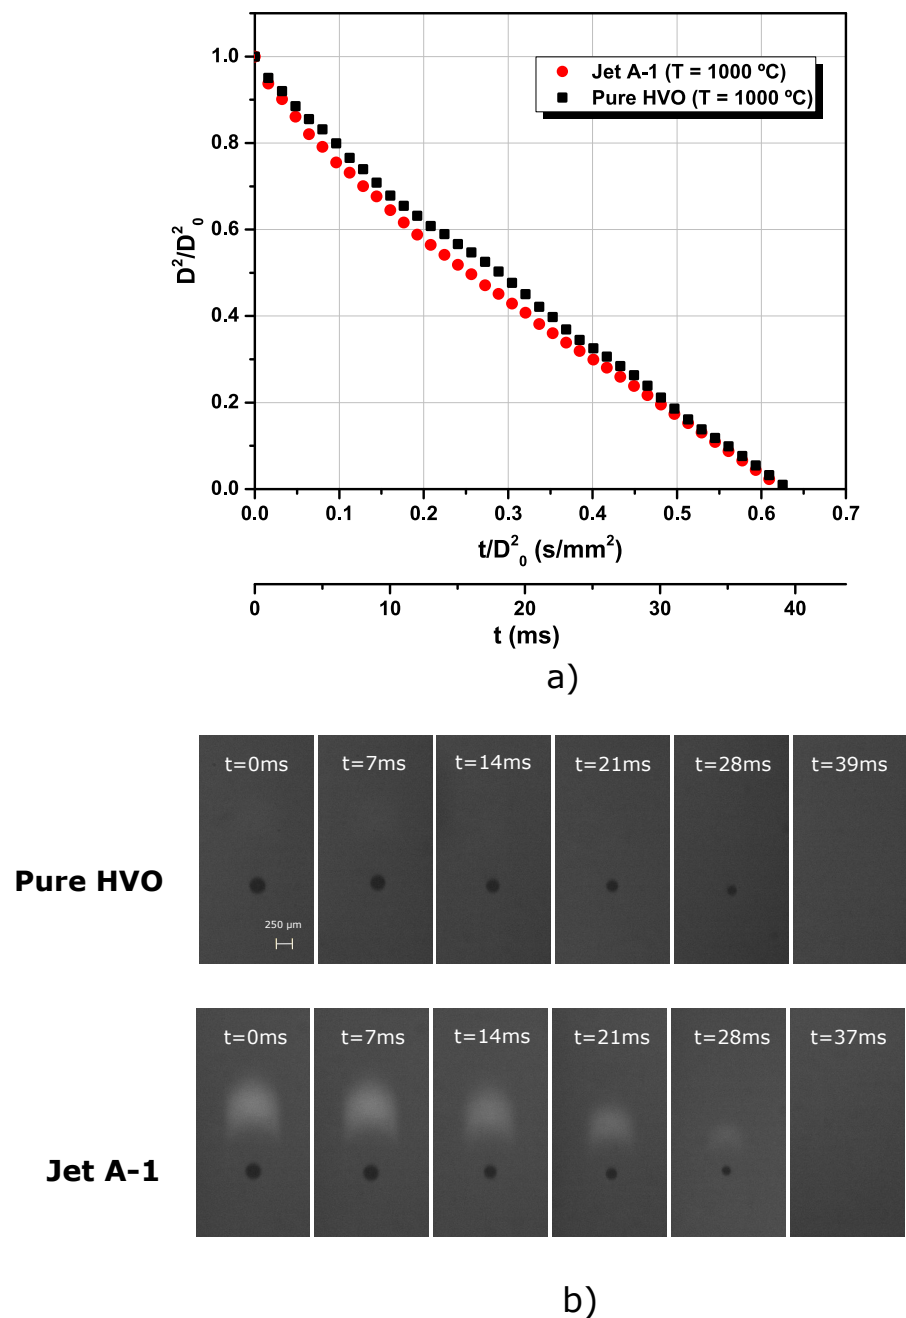 1.0
0.8
0.6
0.4
0.2
0.0
D²/D²₀
Jet A-1 (T = 1000 ºC)
Pure HVO (T = 1000 ºC)
0.0 0.1 0.2 0.3 0.4 0.5 0.6 0.7
t/D²₀ (s/mm²)
0 10 20 30 40
t (ms)
a)
t=0ms t=7ms t=14ms t=21ms t=28ms t=39ms
Pure HVO
250 µm
t=0ms t=7ms t=14ms t=21ms t=28ms t=37ms
Jet A-1
b)